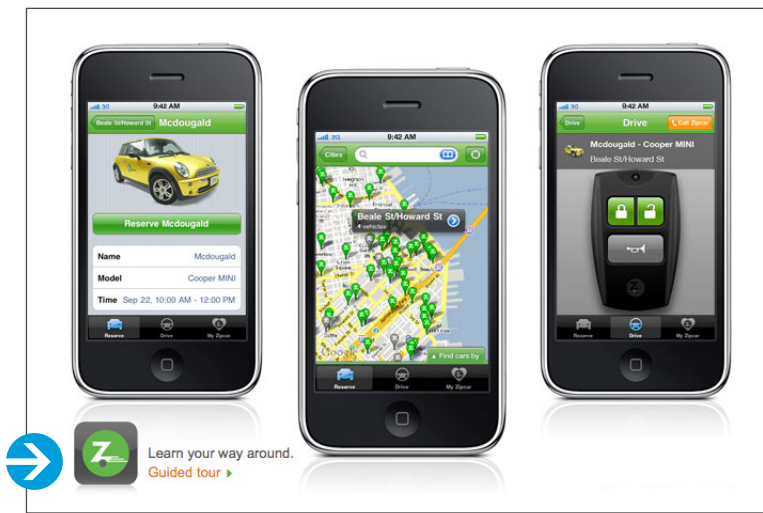 3G 9:42 AM
Beale St/Howard St Mcdougald
Reserve Mcdougald
Name Mcdougald
Model Cooper MINI
Time Sep 22, 10:00 AM - 12:00 PM
Reserve Drive My Zipcar
3G 9:42 AM
Cities
Beale St/Howard St
4 vehicles
Google
Find cars by
Reserve Drive My Zipcar
3G 9:42 AM
Drive Drive Call Zipcar
Mcdougald - Cooper MINI
Beale St/Howard St
Reserve Drive My Zipcar
Learn your way around.
Guided tour